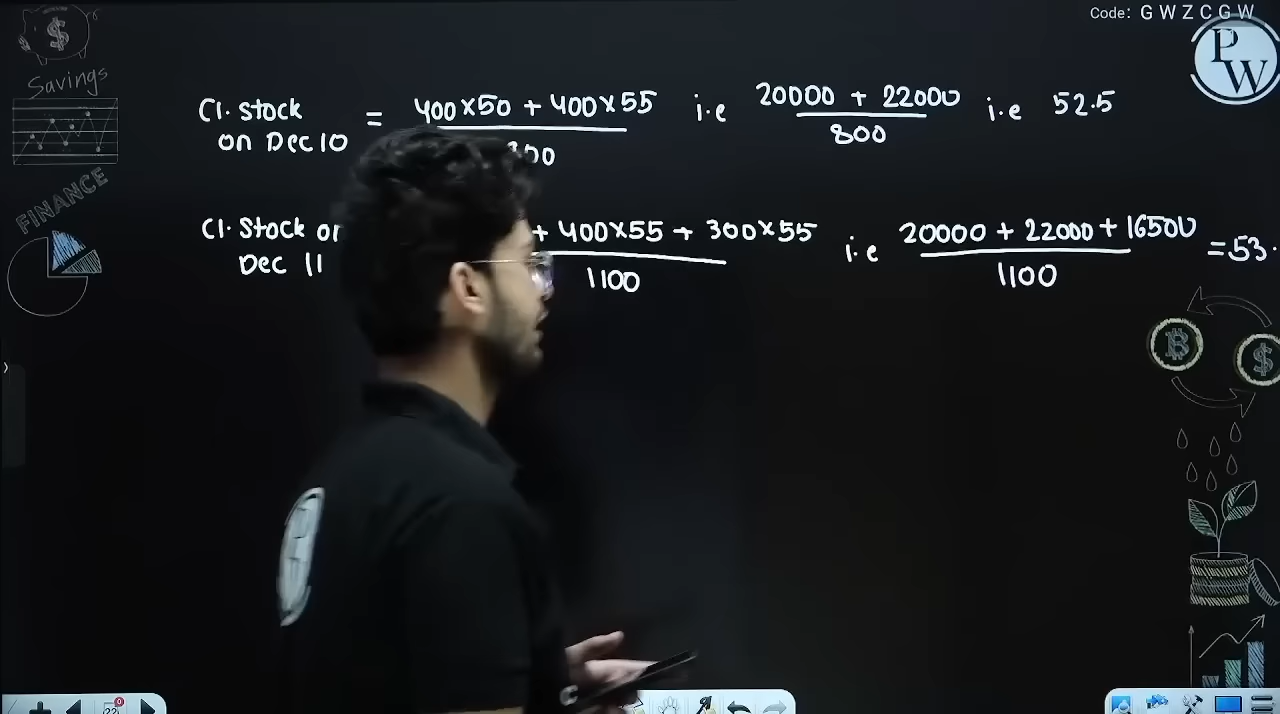 Code: G W Z C G W
P
W
Savings
FINANCE
Cl. Stock on Dec 10 = 400×50 + 400×55 i.e 20000 + 22000 / 800 i.e 52.5
Cl. Stock on Dec 11 + 400×55 + 300×55 / 1100 i.e 20000 + 22000 + 16500 / 1100 = 53.